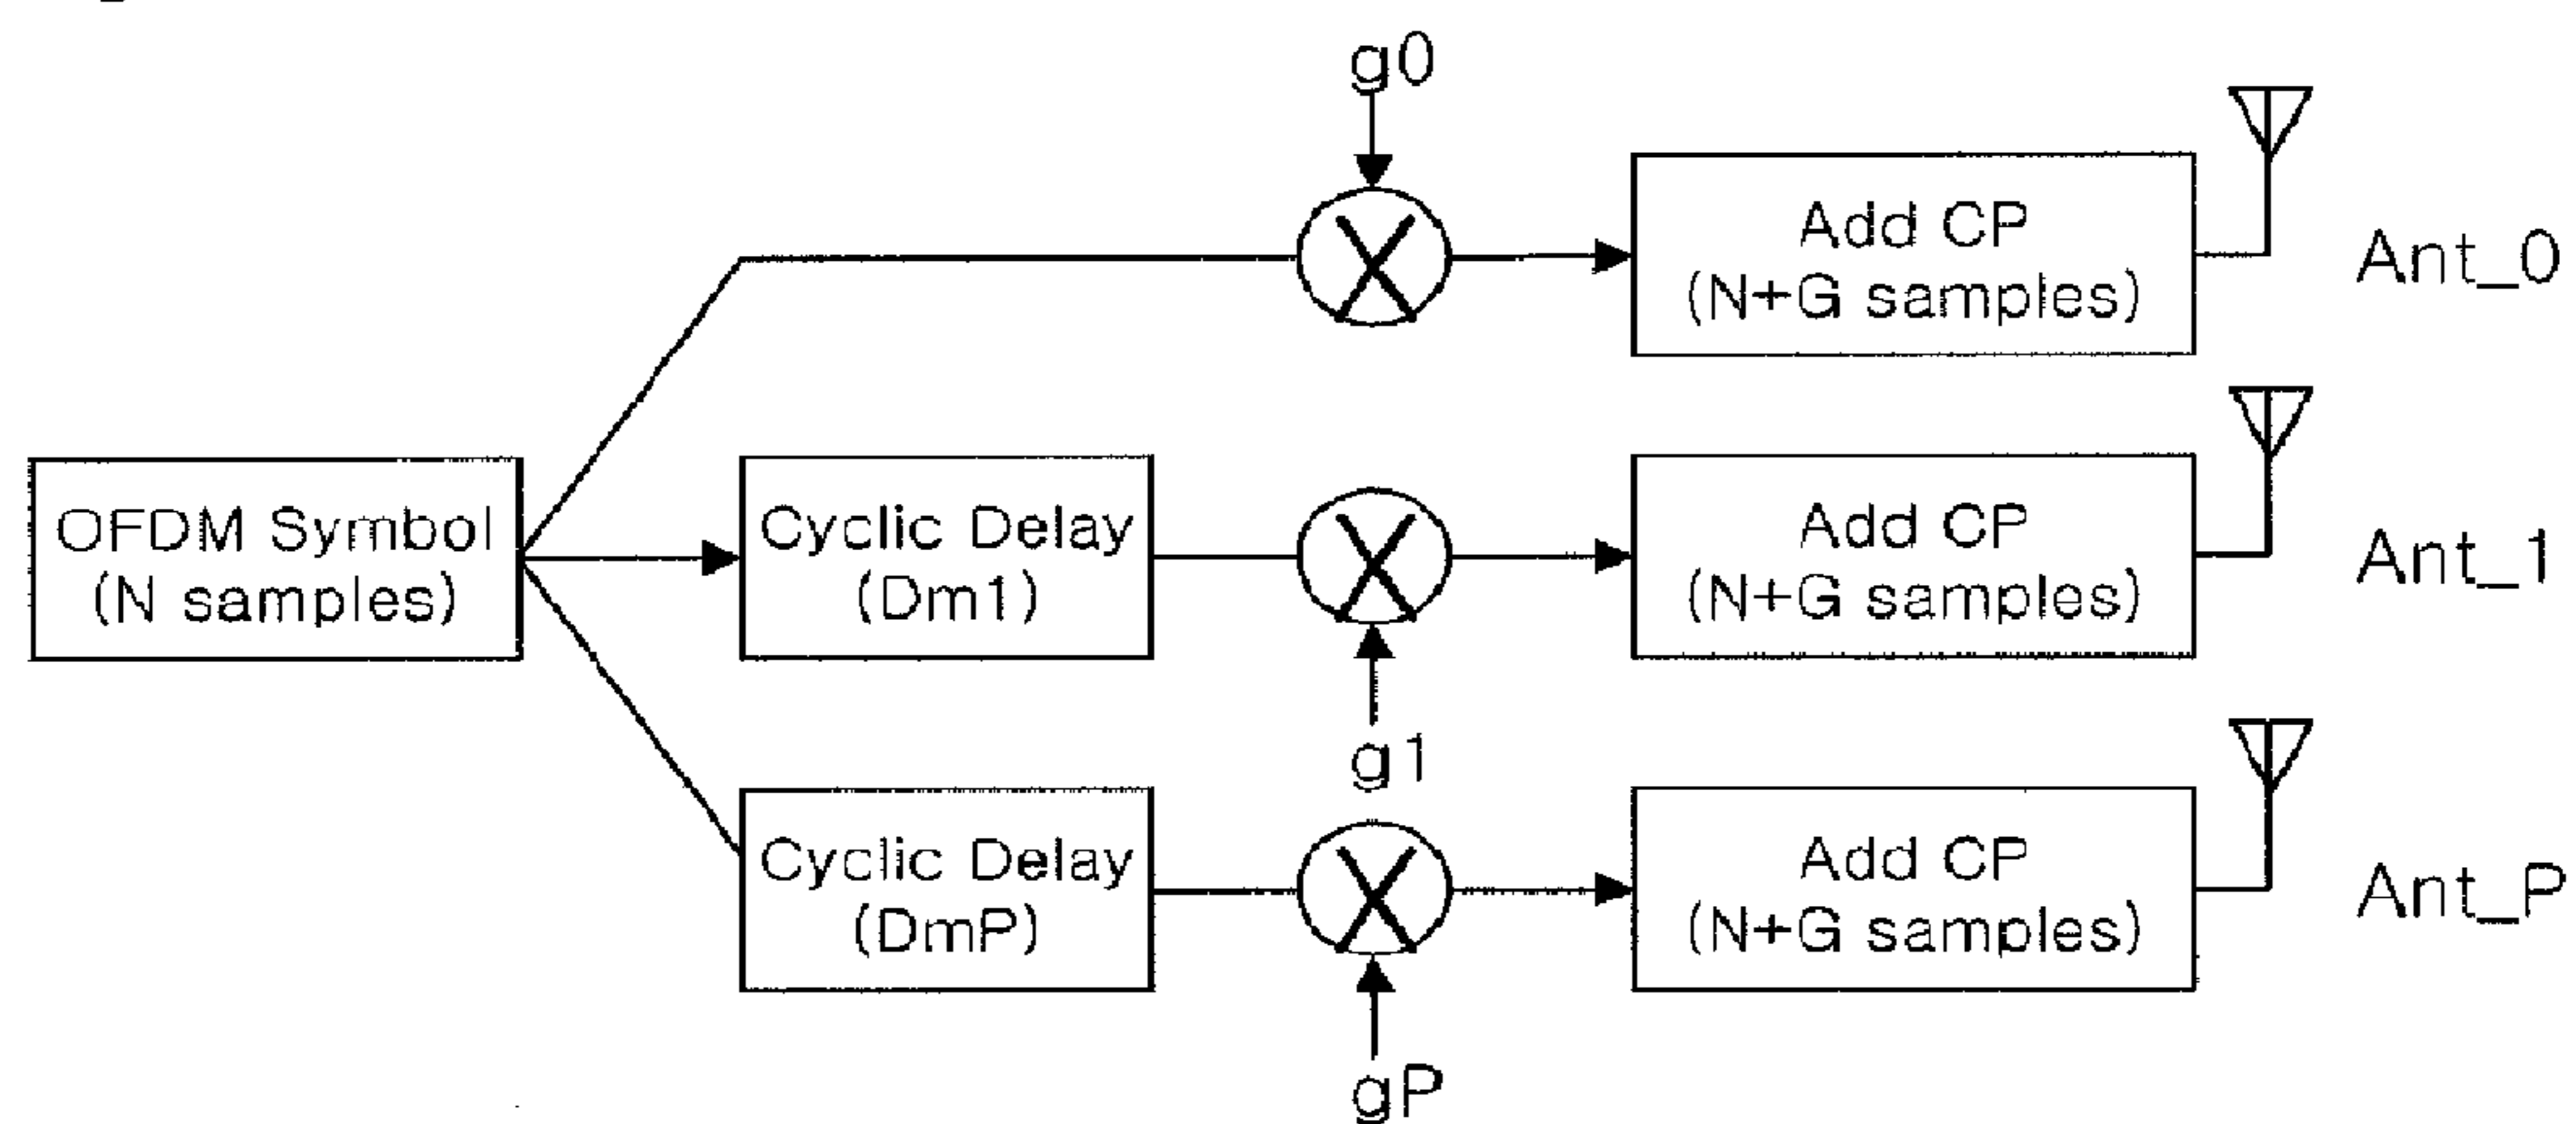 g0
Add CP
(N+G samples)
Ant_0
OFDM Symbol
(N samples)
Cyclic Delay
(Dm1)
Add CP
(N+G samples)
Ant_1
g1
Cyclic Delay
(DmP)
Add CP
(N+G samples)
Ant_P
gP